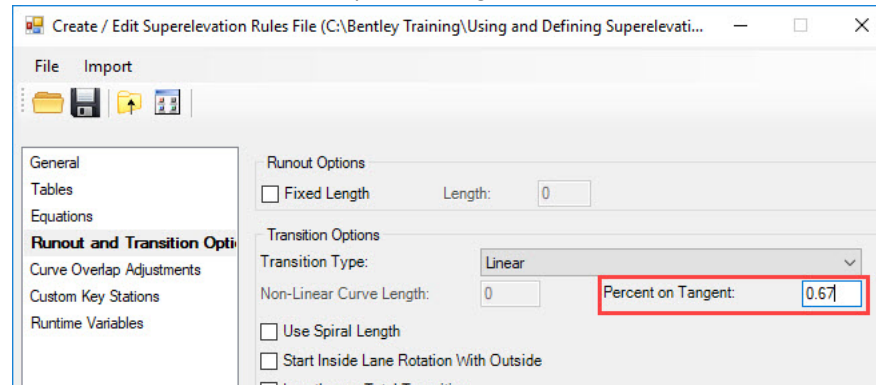 Create / Edit Superelevation Rules File (C:\Bentley Training\Using and Defining Superelevati...
File Import
General
Tables
Equations
Runout and Transition Opti
Curve Overlap Adjustments
Custom Key Stations
Runtime Variables
Runout Options
Fixed Length Length: 0
Transition Options
Transition Type: Linear
Non-Linear Curve Length: 0 Percent on Tangent: 0.67
Use Spiral Length
Start Inside Lane Rotation With Outside